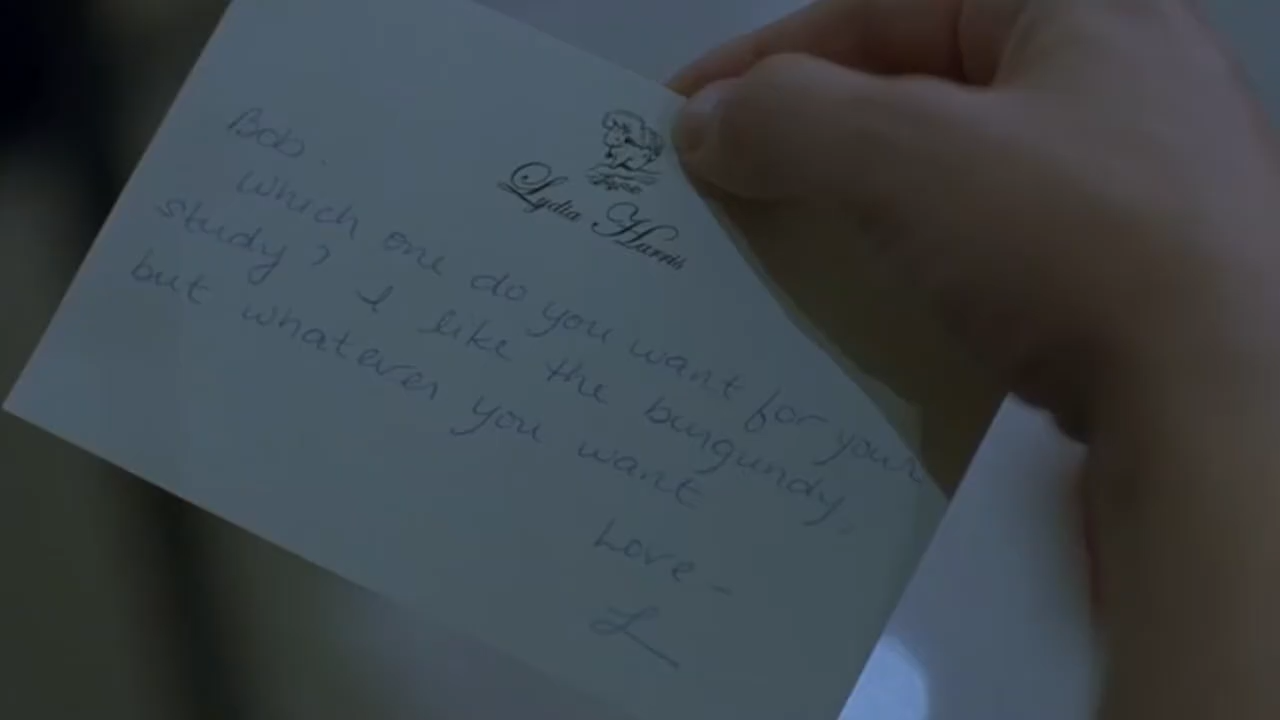 Lydia Harris
Bob.
Which one do you want for your
study? I like the burgundy,
but whatever you want
Love -
L